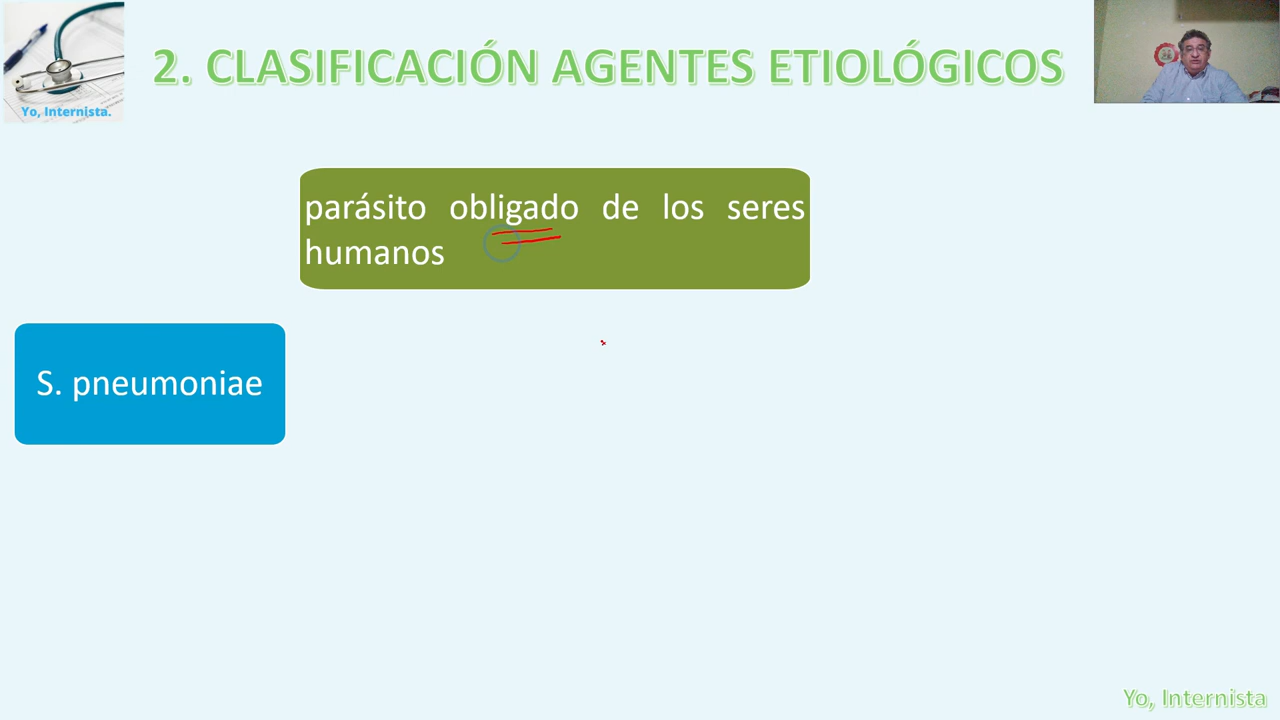 Yo, Internista.
2. CLASIFICACIÓN AGENTES ETIOLÓGICOS
parásito obligado de los seres
humanos
S. pneumoniae
Yo, Internista